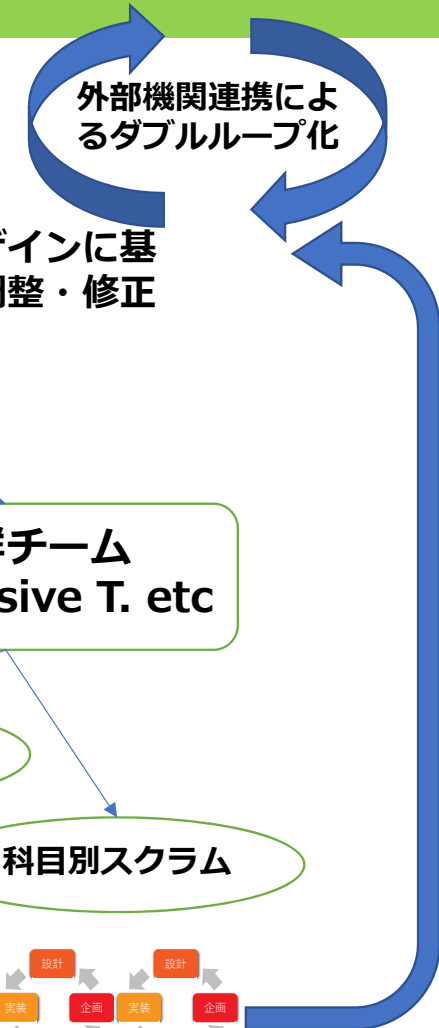 外部機関連携によ
るダブルループ化
ザインに基
調整・修正
チーム
sive T. etc
科目別スクラム
設計
設計
実装
企画
実装
企画